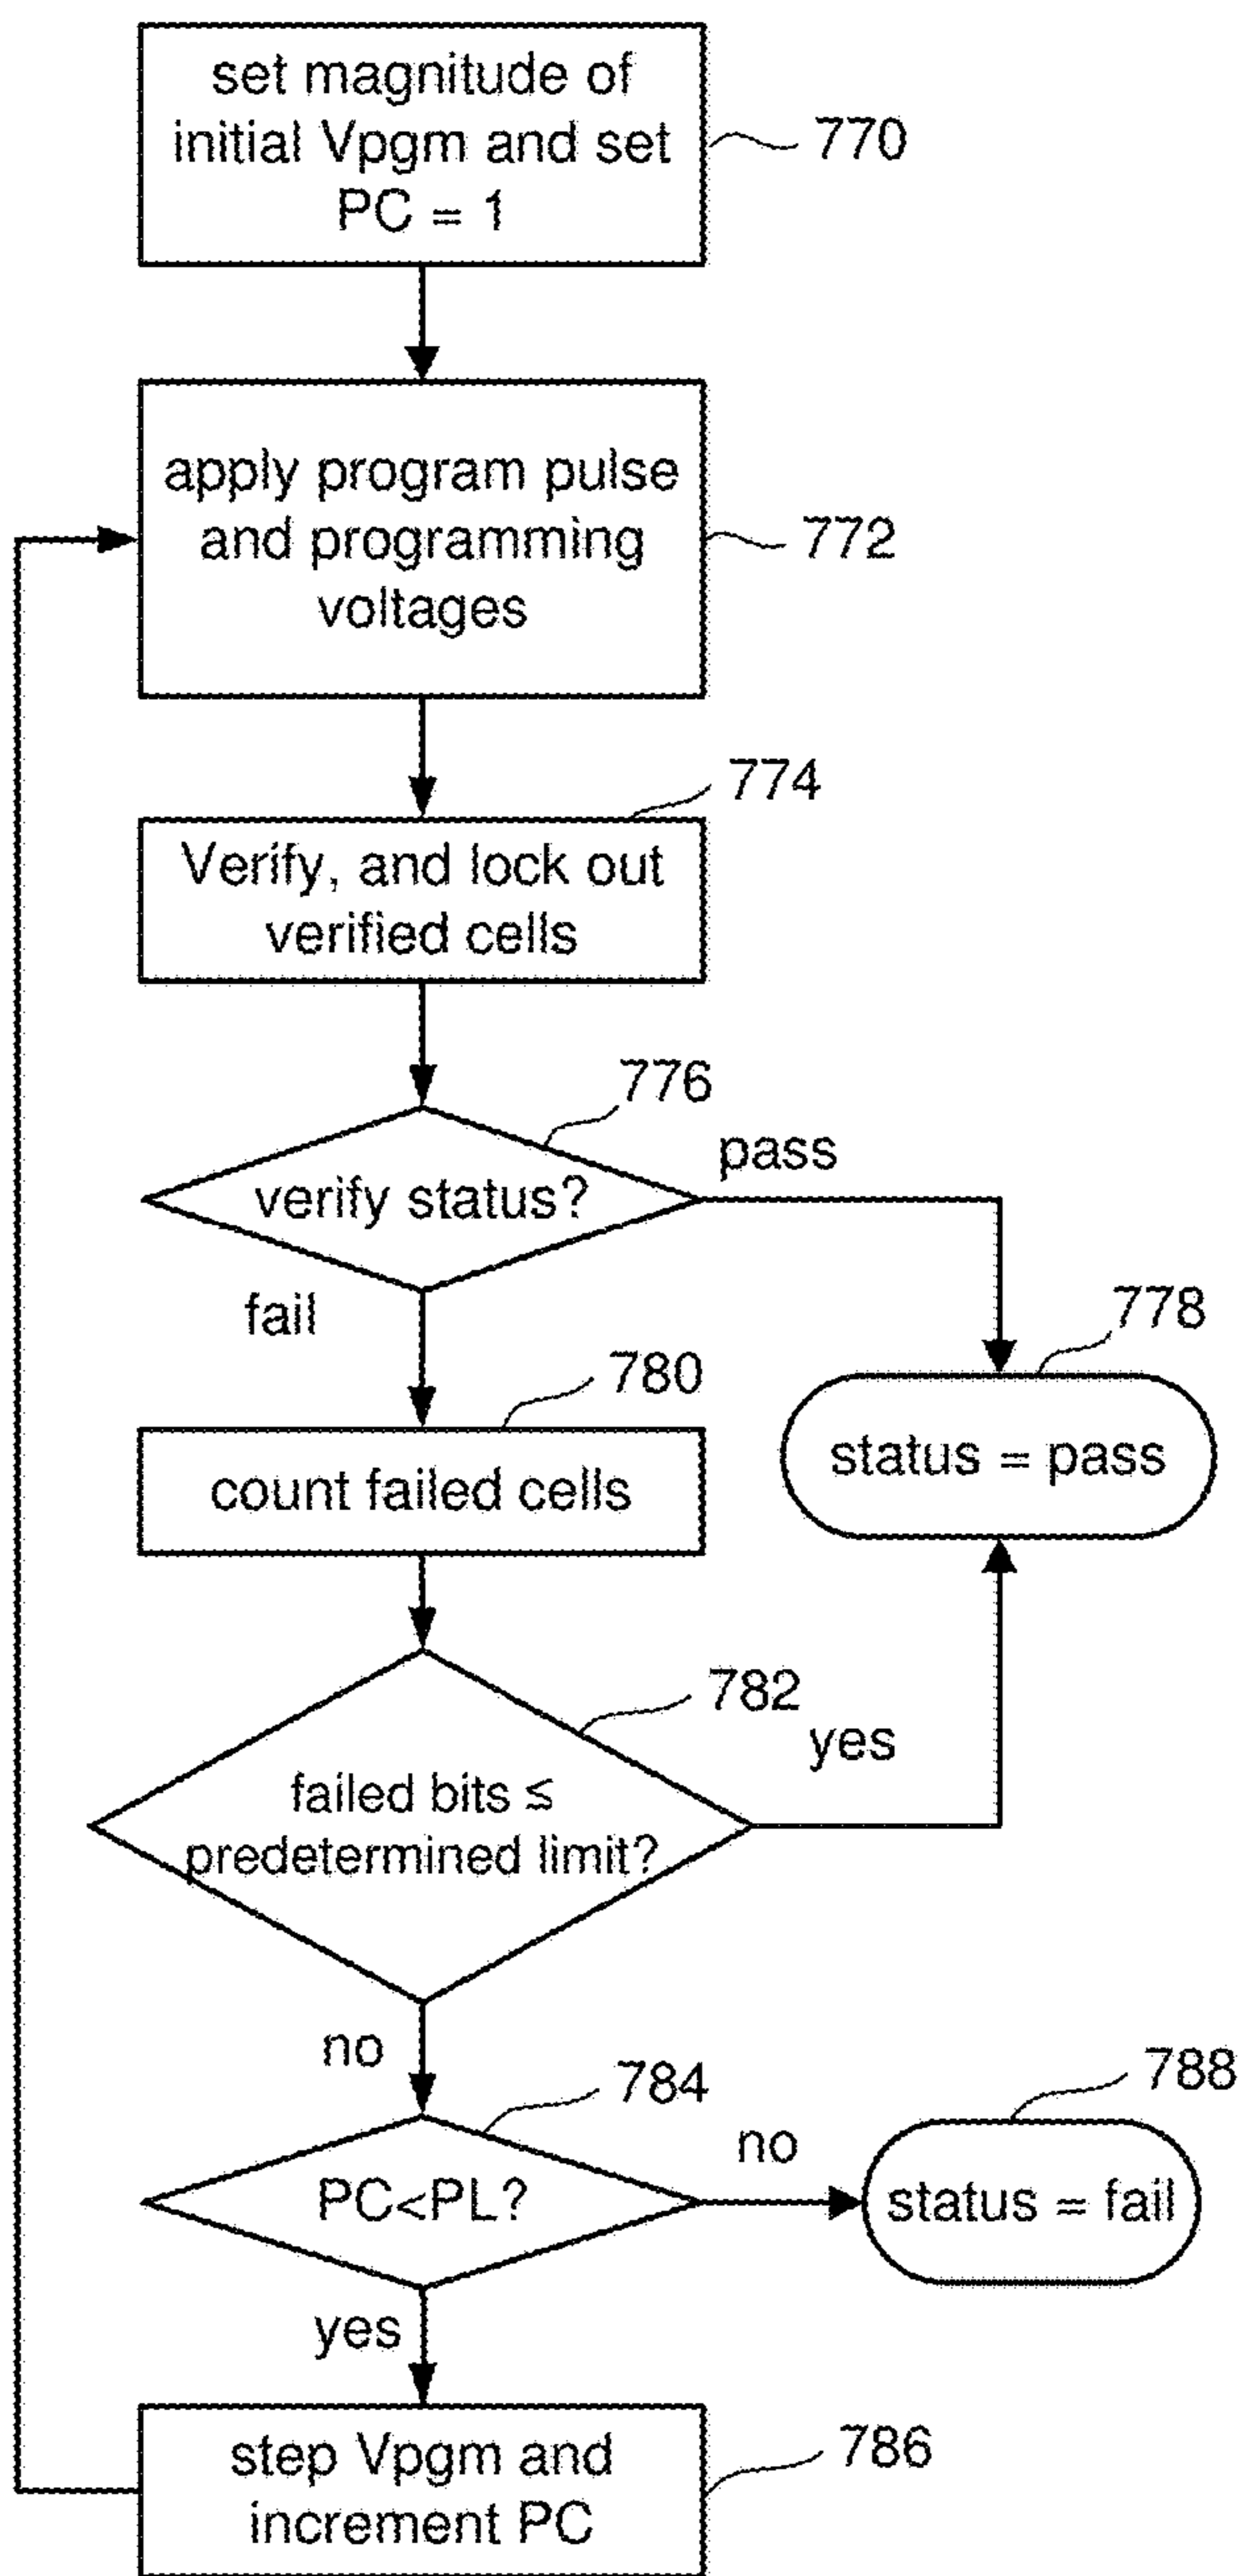 set magnitude of
initial Vpgm and set
PC = 1
770
apply program pulse
and programming
voltages
772
774
Verify, and lock out
verified cells
776
pass
verify status?
fail
778
780
status = pass
count failed cells
782
yes
failed bits ≦
predetermined limit?
no
784
788
no
PC<PL?
status = fail
yes
step Vpgm and
increment PC
786